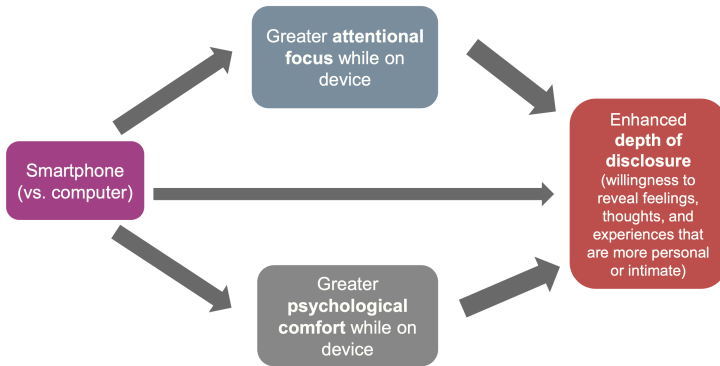 Greater attentional
focus while on
device
Smartphone
(vs. computer)
Enhanced
depth of
disclosure
(willingness to
reveal feelings,
thoughts, and
experiences that
are more personal
or intimate)
Greater
psychological
comfort while on
device